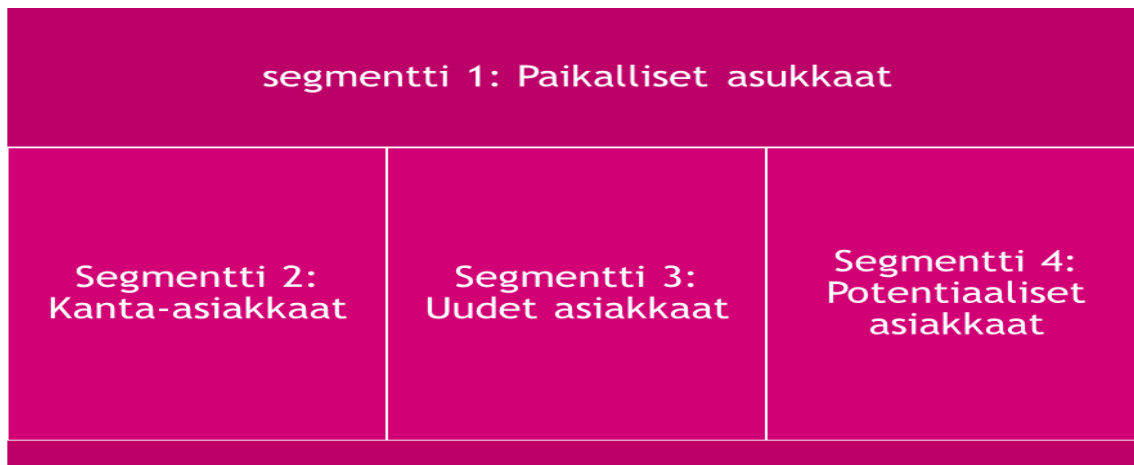 segmentti 1: Paikalliset asukkaat
Segmentti 2:
Kanta-asiakkaat
Segmentti 3:
Uudet asiakkaat
Segmentti 4:
Potentiaaliset
asiakkaat